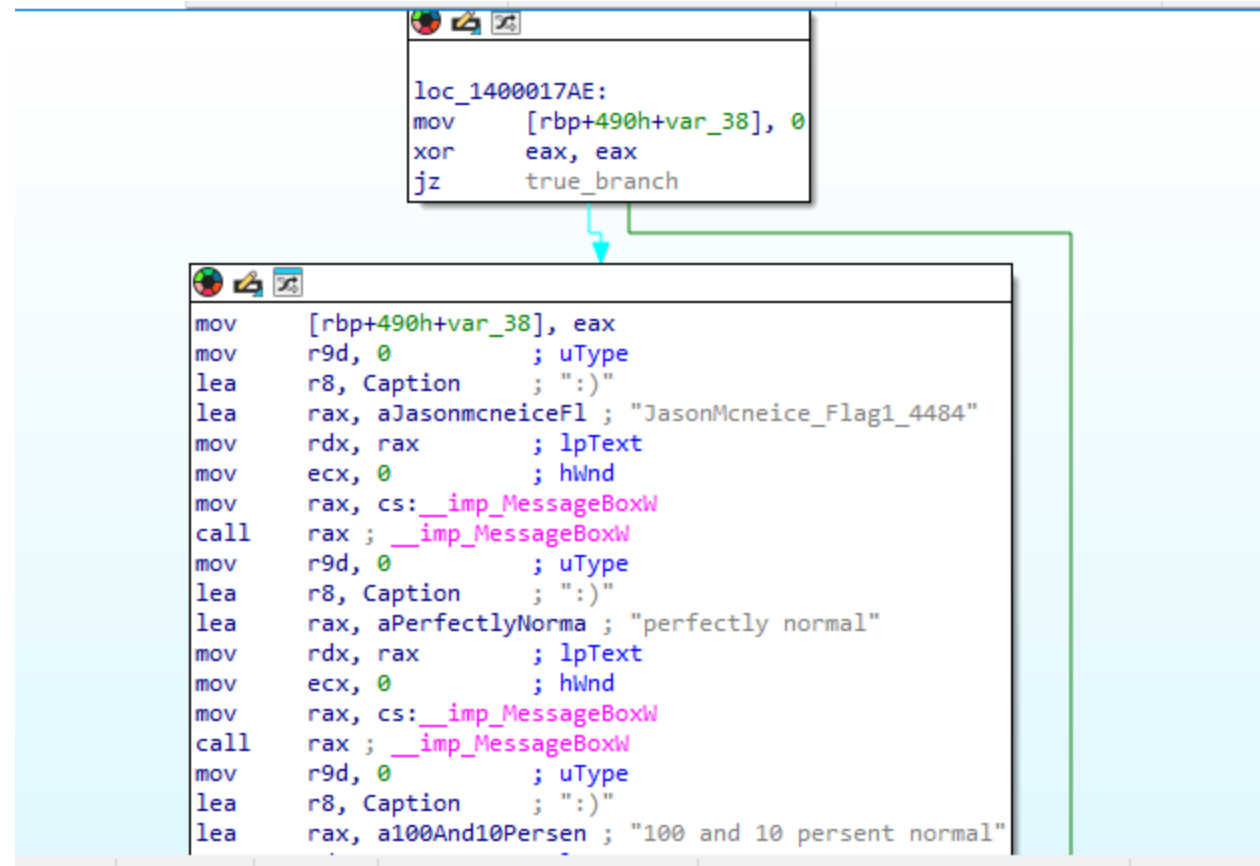 loc_1400017AE:
mov [rbp+490h+var_38], 0
xor eax, eax
jz true_branch
mov [rbp+490h+var_38], eax
mov r9d, 0 ; uType
lea r8, Caption ; ":)"
lea rax, aJasonmcneiceFl ; "JasonMcneice_Flag1_4484"
mov rdx, rax ; lpText
mov ecx, 0 ; hWnd
mov rax, cs:__imp_MessageBoxW
call rax ; __imp_MessageBoxW
mov r9d, 0 ; uType
lea r8, Caption ; ":)"
lea rax, aPerfectlyNorma ; "perfectly normal"
mov rdx, rax ; lpText
mov ecx, 0 ; hWnd
mov rax, cs:__imp_MessageBoxW
call rax ; __imp_MessageBoxW
mov r9d, 0 ; uType
lea r8, Caption ; ":)"
lea rax, a100And10Persen ; "100 and 10 persent normal"